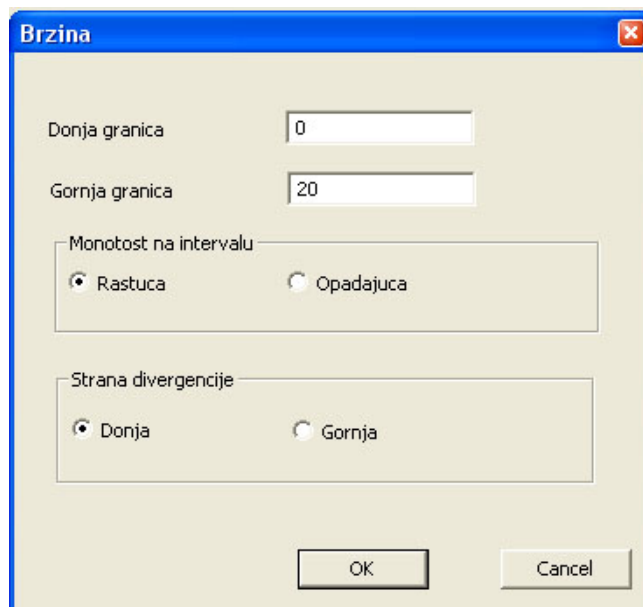 Brzina
Donja granica
0
Gornja granica
20
Monotost na intervalu
Rastuca
Opadajuca
Strana divergencije
Donja
Gornja
OK
Cancel